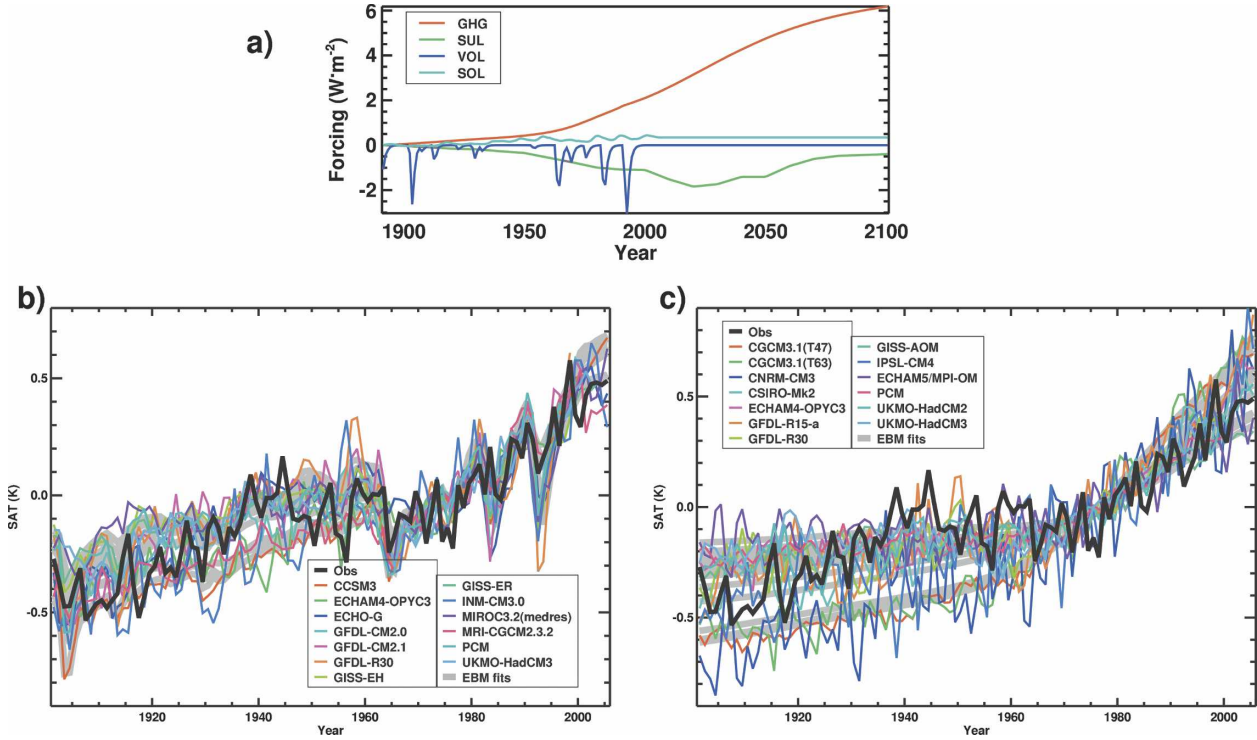 a)
Forcing (W·m⁻²)
6
4
2
0
-2
GHG
SUL
VOL
SOL
1900 1950 2000 2050 2100
Year
b)
SAT (K)
0.5
0.0
-0.5
Obs
CCSM3
ECHAM4-OPYC3
ECHO-G
GFDL-CM2.0
GFDL-CM2.1
GFDL-R30
GISS-EH
GISS-ER
INM-CM3.0
MIROC3.2(medres)
MRI-CGCM2.3.2
PCM
UKMO-HadCM3
EBM fits
1920 1940 1960 1980 2000
Year
c)
SAT (K)
0.5
0.0
-0.5
Obs
CGCM3.1(T47)
CGCM3.1(T63)
CNRM-CM3
CSIRO-Mk2
ECHAM4-OPYC3
GFDL-R15-a
GFDL-R30
GISS-AOM
IPSL-CM4
ECHAM5/MPI-OM
PCM
UKMO-HadCM2
UKMO-HadCM3
EBM fits
1920 1940 1960 1980 2000
Year